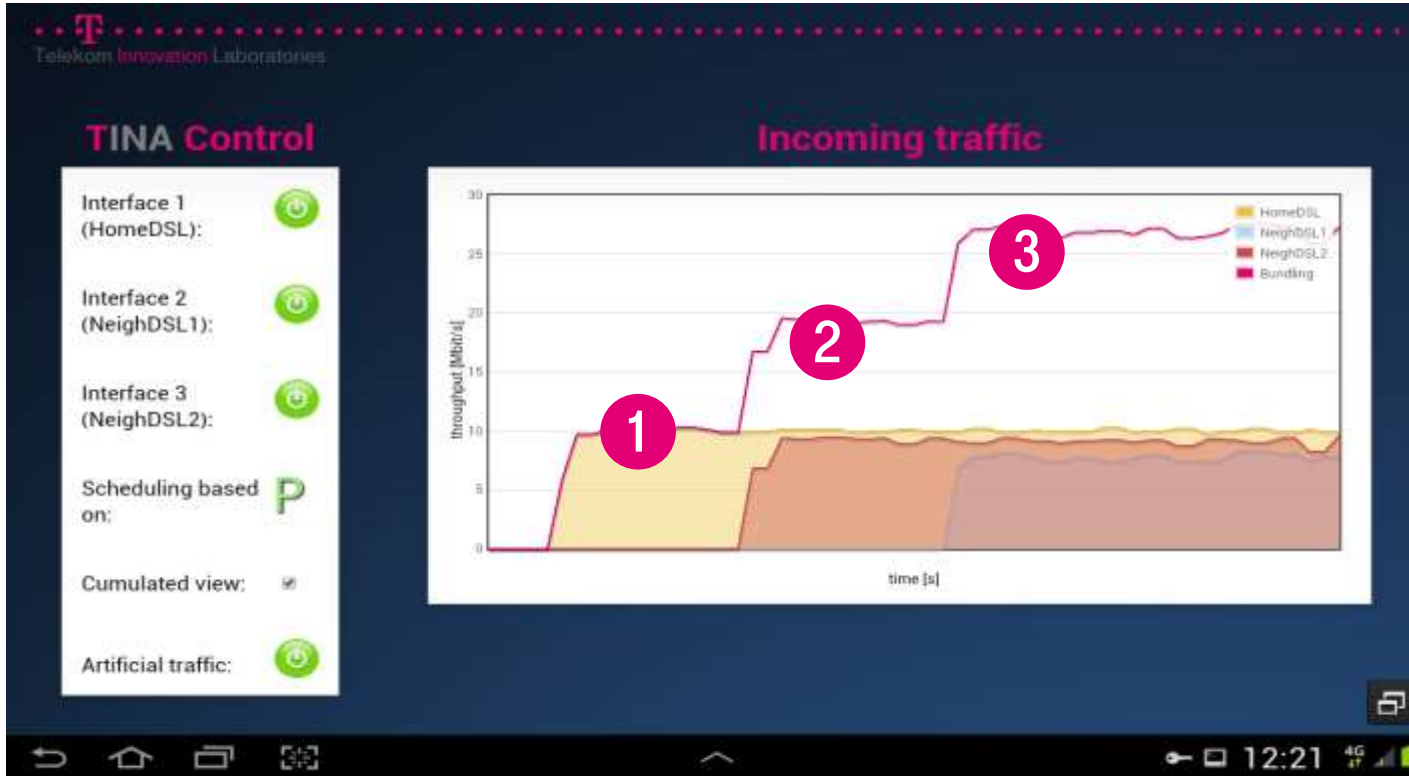 T
Telekom Innovation Laboratories
TINA Control
Interface 1
(HomeDSL):
Interface 2
(NeighDSL1):
Interface 3
(NeighDSL2):
Scheduling based
on:
P
Cumulated view:
Artificial traffic:
Incoming traffic
throughput [Mbit/s]
30
25
20
15
10
5
0
1
2
3
HomeDSL
NeighDSL1
NeighDSL2
Bundling
time [s]
12:21
4G